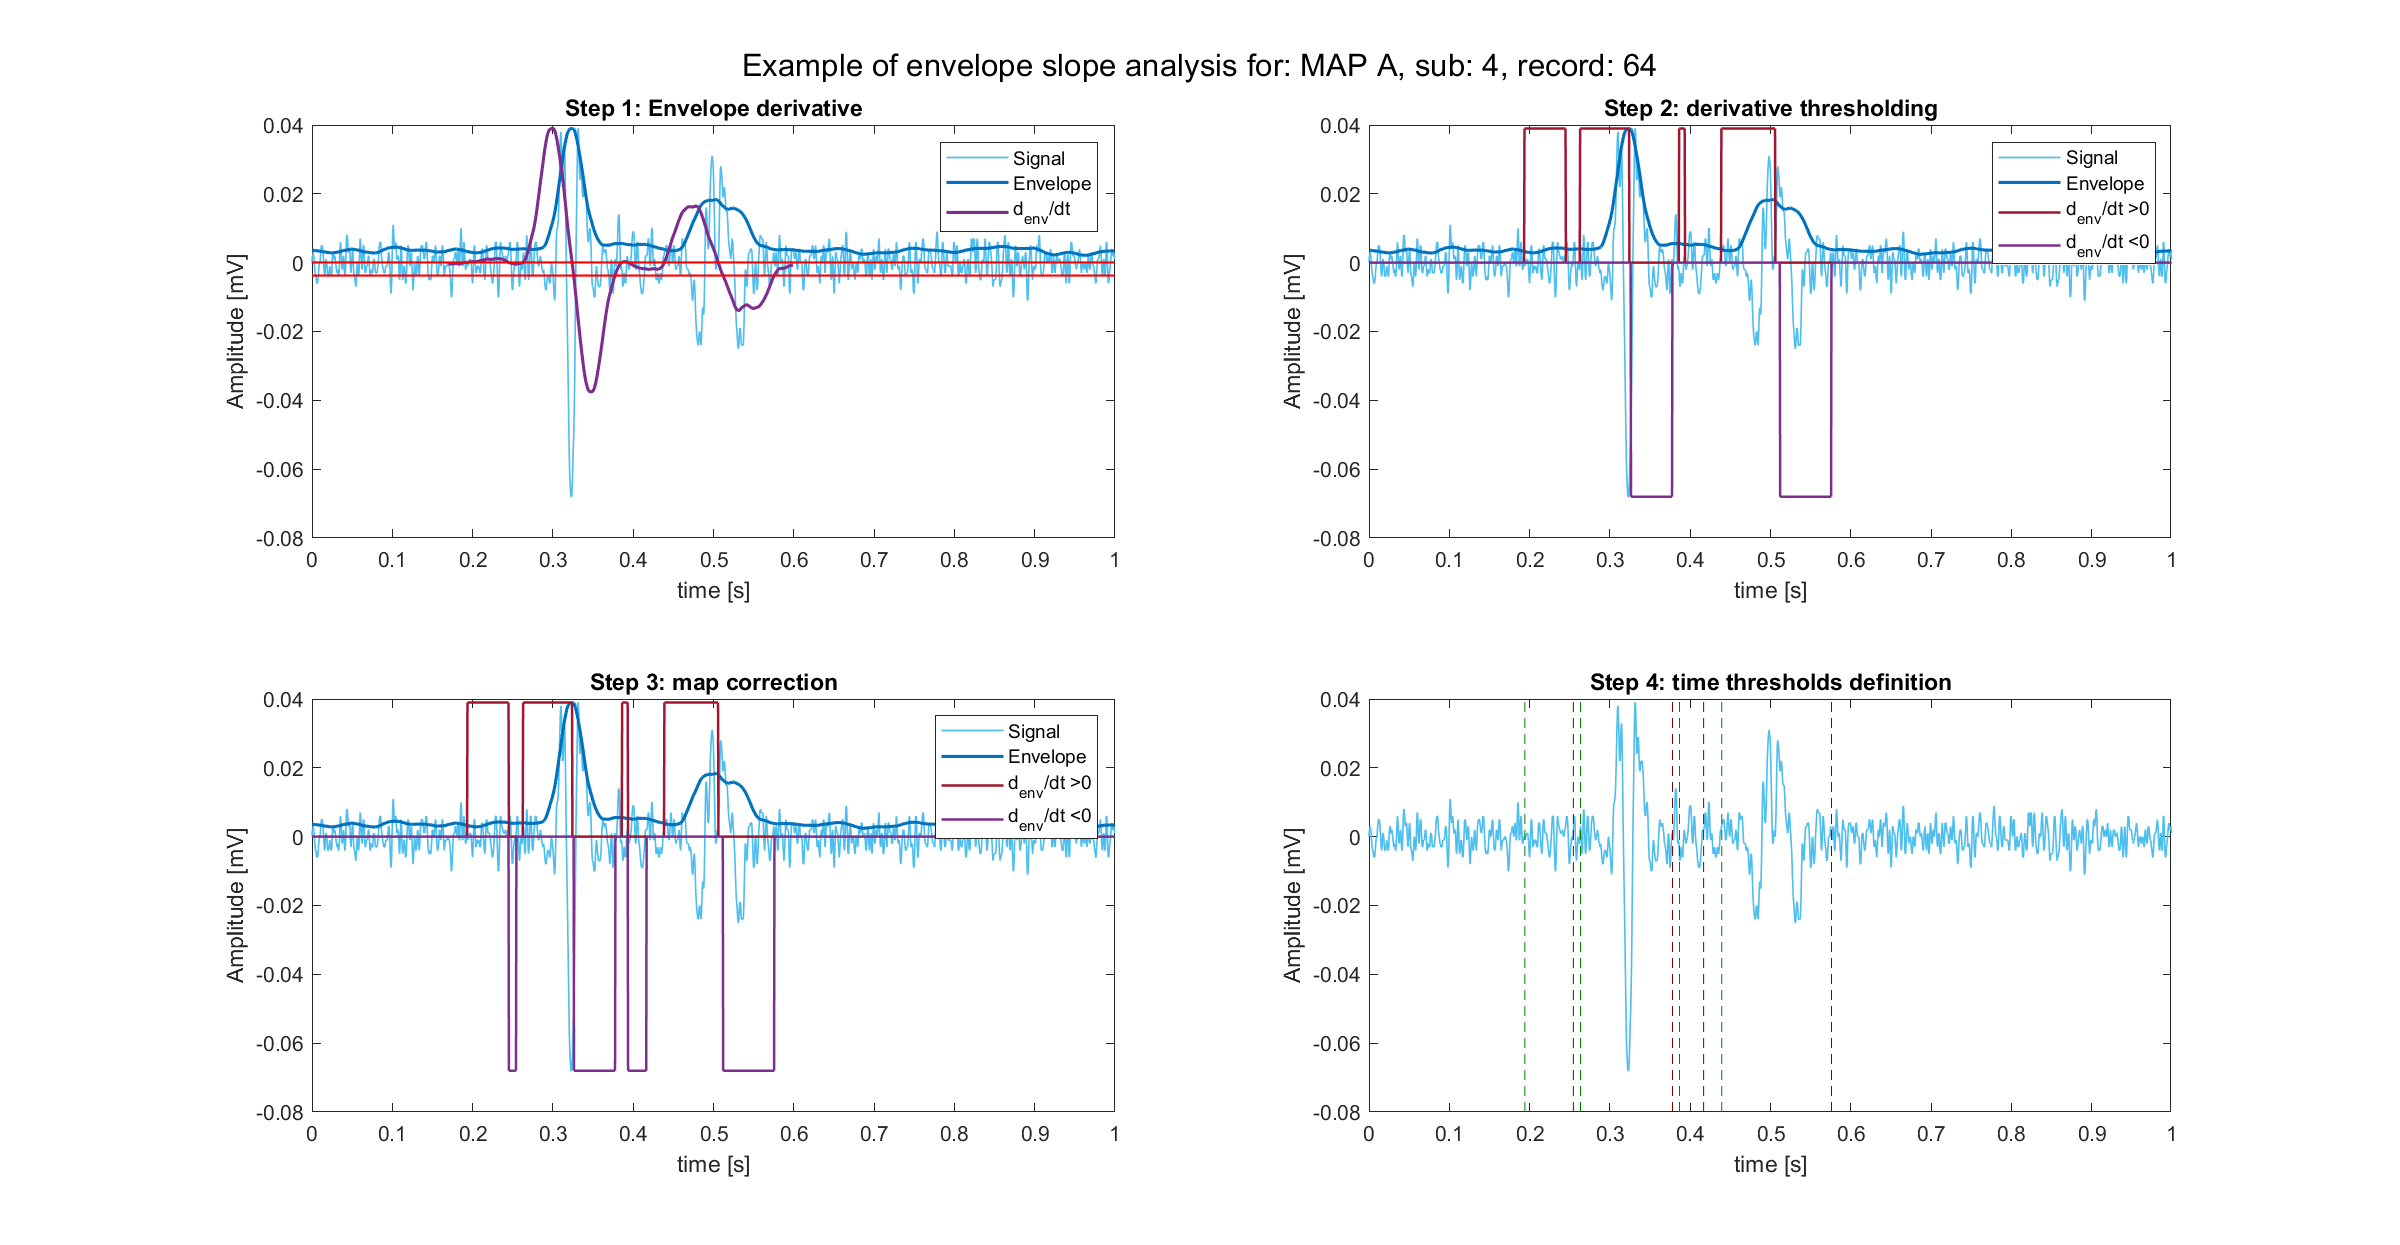 Example of envelope slope analysis for: MAP A, sub: 4, record: 64
Step 1: Envelope derivative
0.04
0.02
0
-0.02
-0.04
-0.06
-0.08
Amplitude [mV]
0 0.1 0.2 0.3 0.4 0.5 0.6 0.7 0.8 0.9 1
time [s]
Signal
Envelope
d_env/dt
Step 2: derivative thresholding
0.04
0.02
0
-0.02
-0.04
-0.06
-0.08
Amplitude [mV]
0 0.1 0.2 0.3 0.4 0.5 0.6 0.7 0.8 0.9 1
time [s]
Signal
Envelope
d_env/dt >0
d_env/dt <0
Step 3: map correction
0.04
0.02
0
-0.02
-0.04
-0.06
-0.08
Amplitude [mV]
0 0.1 0.2 0.3 0.4 0.5 0.6 0.7 0.8 0.9 1
time [s]
Signal
Envelope
d_env/dt >0
d_env/dt <0
Step 4: time thresholds definition
0.04
0.02
0
-0.02
-0.04
-0.06
-0.08
Amplitude [mV]
0 0.1 0.2 0.3 0.4 0.5 0.6 0.7 0.8 0.9 1
time [s]